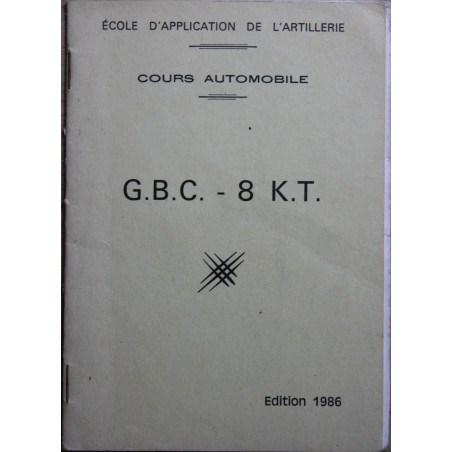 ÉCOLE D'APPLICATION DE L'ARTILLERIE
COURS AUTOMOBILE
G.B.C. - 8 K.T.
Edition 1986